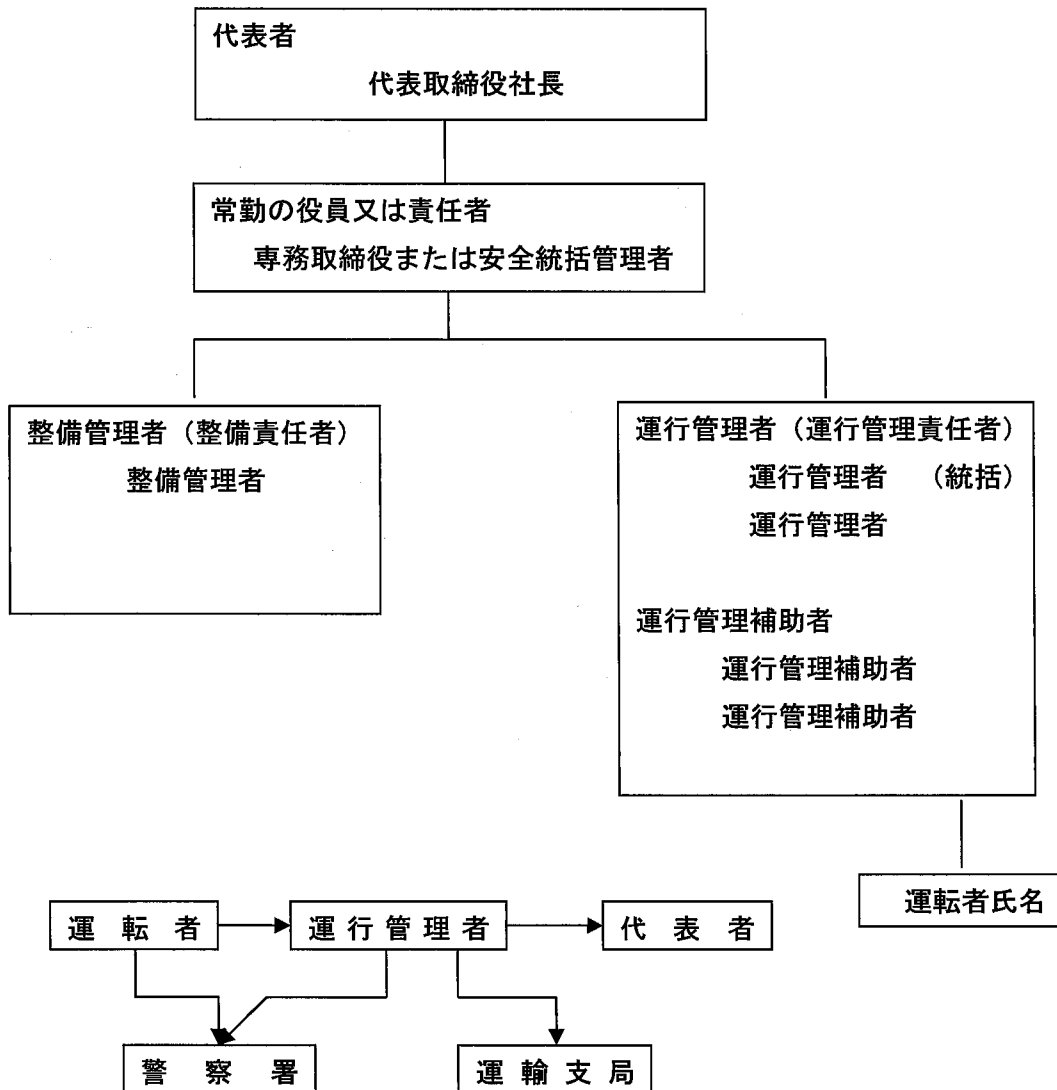 代表者
代表取締役社長
常勤の役員又は責任者
専務取締役または安全統括管理者
整備管理者（整備責任者）
整備管理者
運行管理者（運行管理責任者）
運行管理者　（統括）
運行管理者
運行管理補助者
運行管理補助者
運行管理補助者
運転者氏名
運転者
運行管理者
代表者
警察署
運輸支局